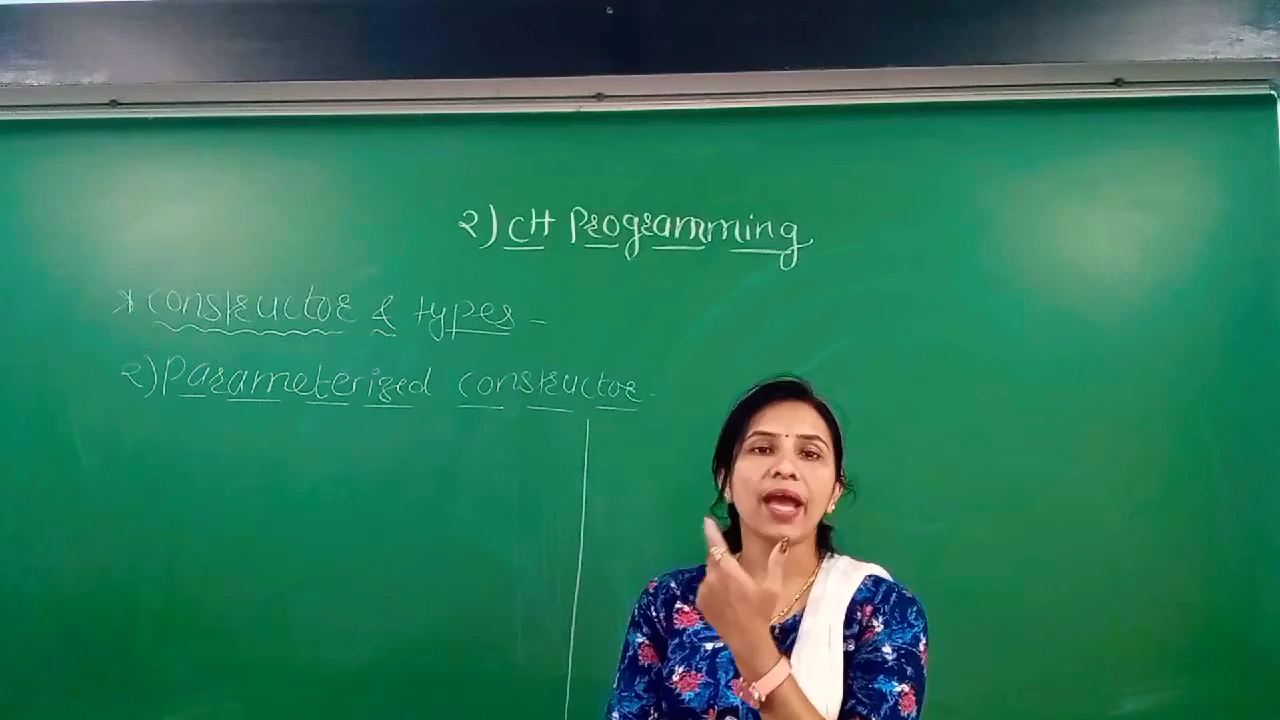 2) C++ Programming
* Constructor & types -
2) Parameterized constructor.